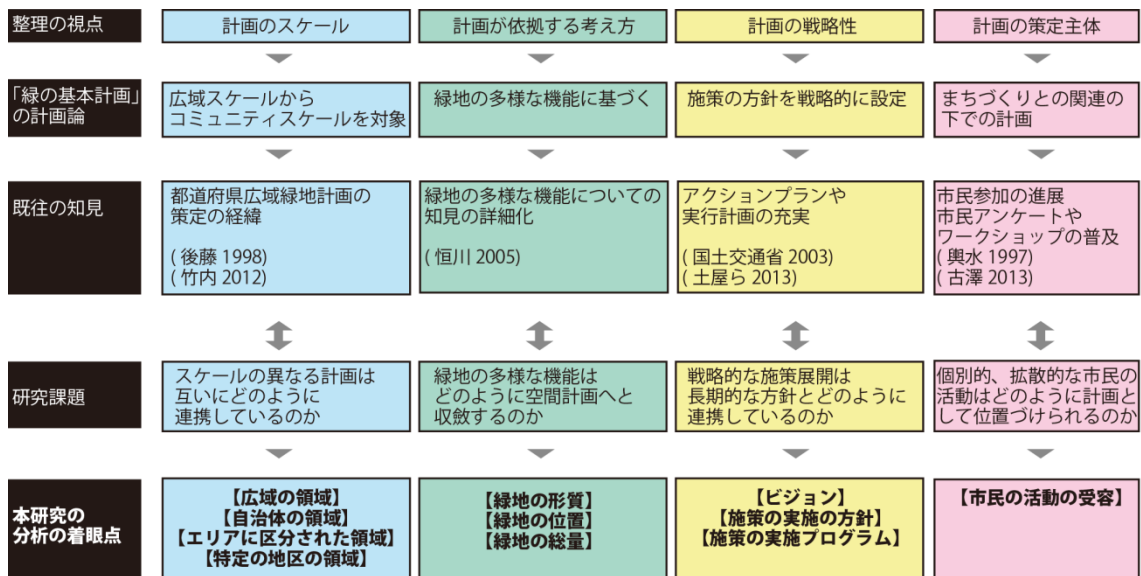 整理の視点
計画のスケール
計画が依拠する考え方
計画の戦略性
計画の策定主体
「緑の基本計画」
の計画論
広域スケールから
コミュニティスケールを対象
緑地の多様な機能に基づく
施策の方針を戦略的に設定
まちづくりとの関連の
下での計画
既往の知見
都道府県広域緑地計画の
策定の経緯
( 後藤 1998)
( 竹内 2012)
緑地の多様な機能についての
知見の詳細化
( 恒川 2005)
アクションプランや
実行計画の充実
( 国土交通省 2003)
( 土屋ら 2013)
市民参加の進展
市民アンケートや
ワークショップの普及
( 輿水 1997)
( 古澤 2013)
研究課題
スケールの異なる計画は
互いにどのように
連携しているのか
緑地の多様な機能は
どのように空間計画へと
収斂するのか
戦略的な施策展開は
長期的な方針とどのように
連携しているのか
個別的、拡散的な市民の
活動はどのように計画と
して位置づけられるのか
本研究の
分析の着眼点
【広域の領域】
【自治体の領域】
【エリアに区分された領域】
【特定の地区の領域】
【緑地の形質】
【緑地の位置】
【緑地の総量】
【ビジョン】
【施策の実施の方針】
【施策の実施プログラム】
【市民の活動の受容】